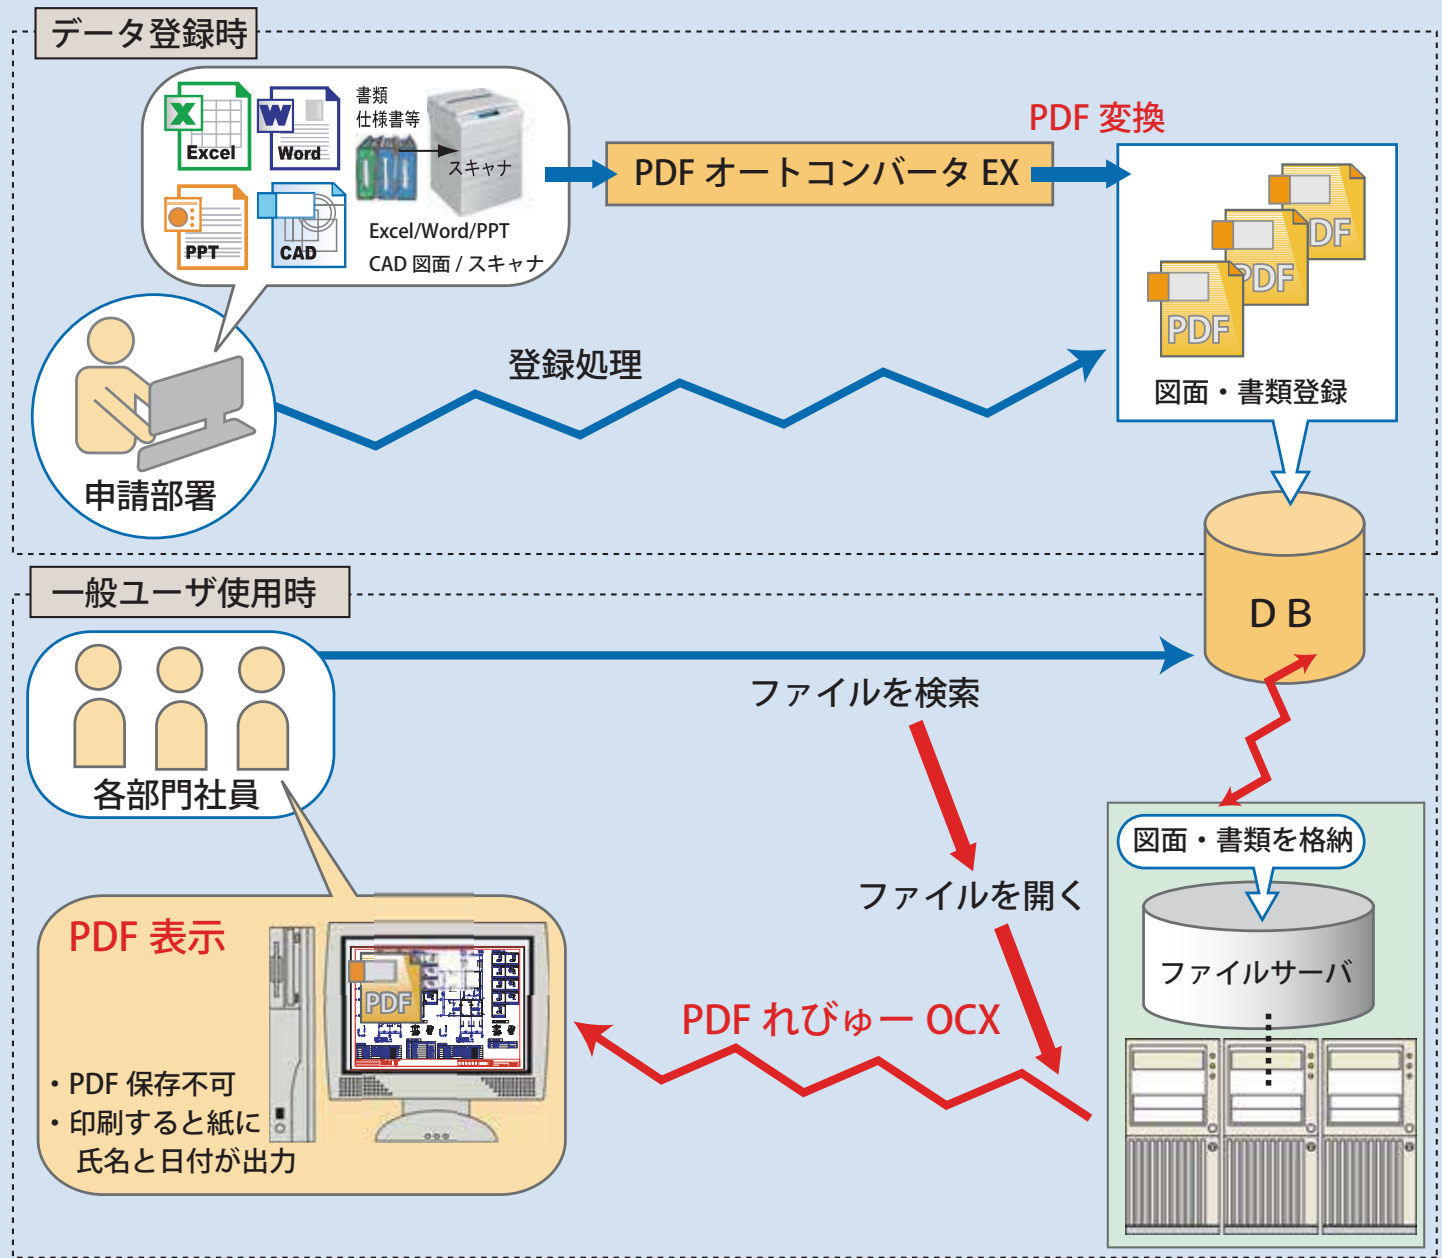 データ登録時
Excel
Word
PPT
CAD
書類
仕様書等
スキャナ
Excel/Word/PPT
CAD 図面 / スキャナ
PDF オートコンバータ EX
PDF 変換
PDF
PDF
PDF
図面・書類登録
登録処理
申請部署
DB
一般ユーザ使用時
各部門社員
ファイルを検索
ファイルを開く
図面・書類を格納
ファイルサーバ
PDF れびゅー OCX
PDF 表示
PDF
・PDF 保存不可
・印刷すると紙に
氏名と日付が出力